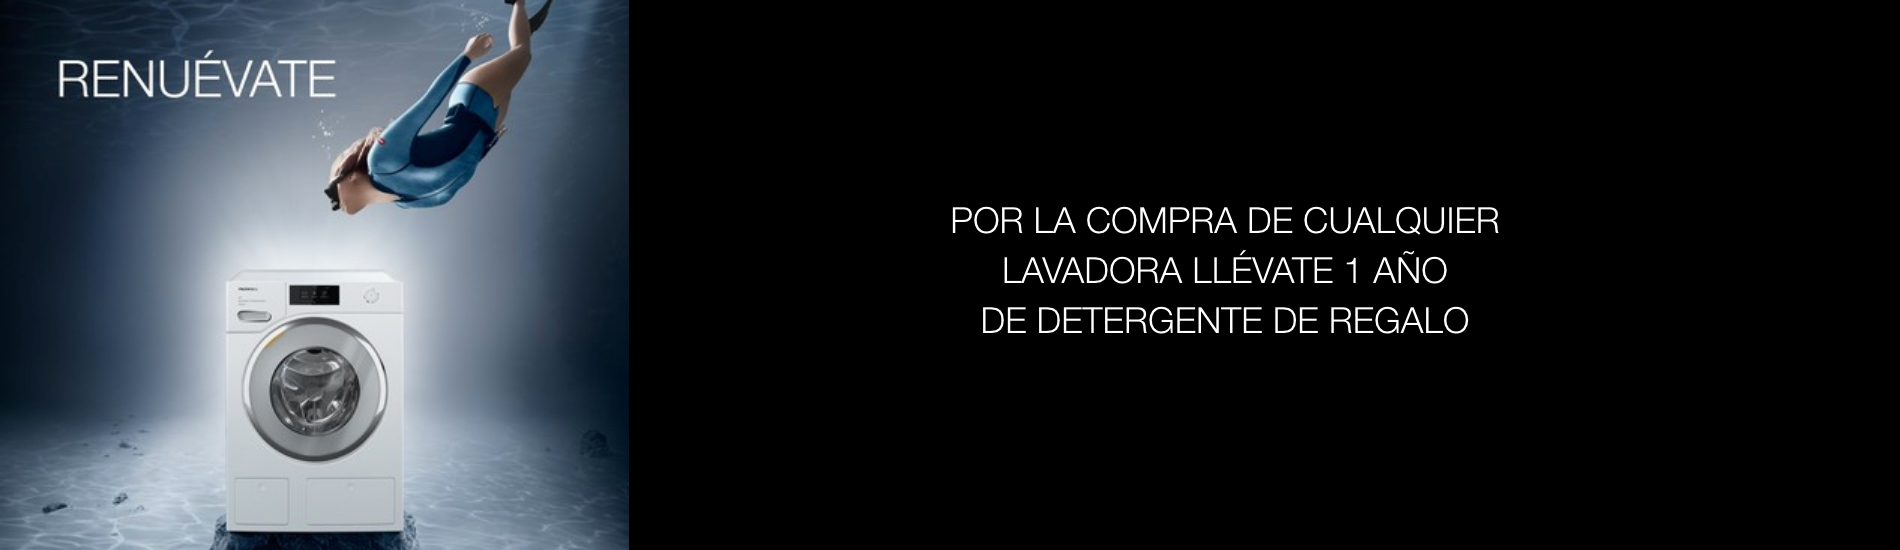 RENUÉVATE
POR LA COMPRA DE CUALQUIER
LAVADORA LLÉVATE 1 AÑO
DE DETERGENTE DE REGALO